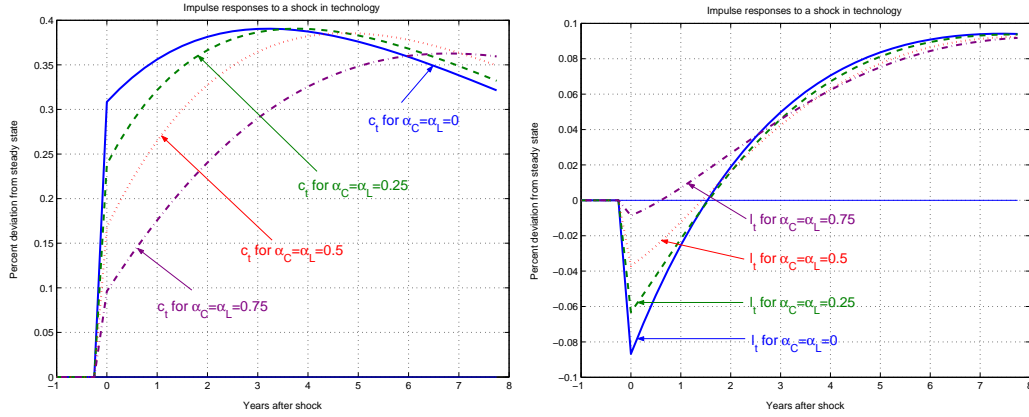 Impulse responses to a shock in technology
0.4
0.35
0.3
0.25
0.2
0.15
0.1
0.05
0
-1 0 1 2 3 4 5 6 7 8
Percent deviation from steady state
Years after shock
c_t for α_C=α_L=0
c_t for α_C=α_L=0.25
c_t for α_C=α_L=0.5
c_t for α_C=α_L=0.75
Impulse responses to a shock in technology
0.1
0.08
0.06
0.04
0.02
0
−0.02
−0.04
−0.06
−0.08
−0.1
−1 0 1 2 3 4 5 6 7 8
Percent deviation from steady state
Years after shock
l_t for α_C=α_L=0.75
l_t for α_C=α_L=0.5
l_t for α_C=α_L=0.25
l_t for α_C=α_L=0